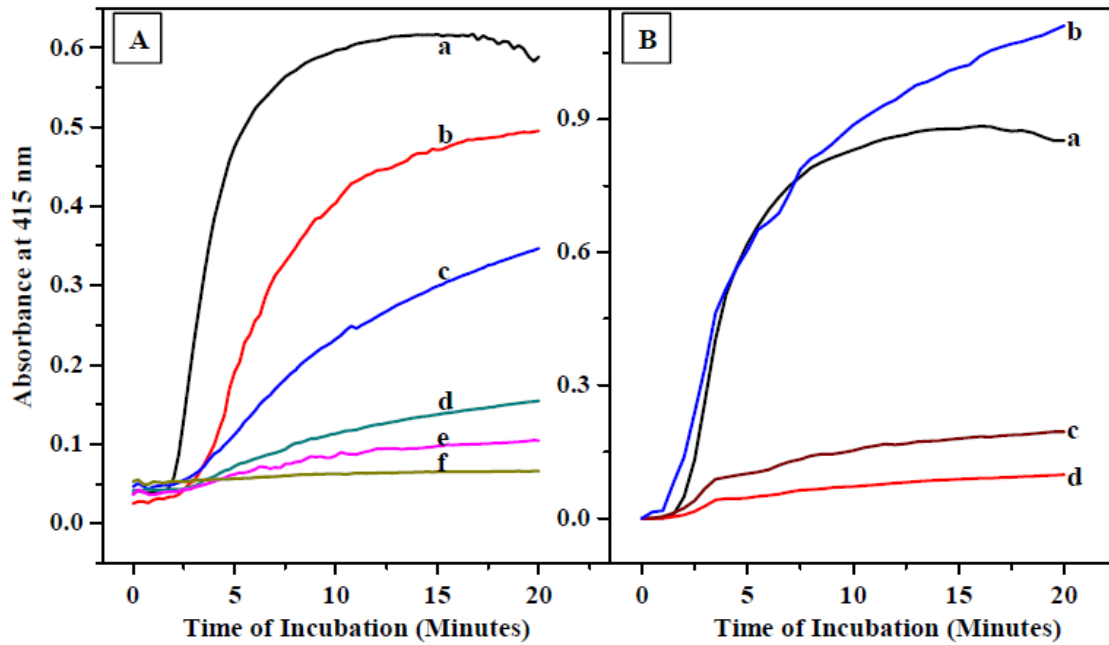 A
B
a
b
c
d
e
f
b
a
c
d
0.6
0.5
0.4
0.3
0.2
0.1
0.0
0.9
0.6
0.3
0.0
Absorbance at 415 nm
0 5 10 15 20
0 5 10 15 20
Time of Incubation (Minutes)
Time of Incubation (Minutes)